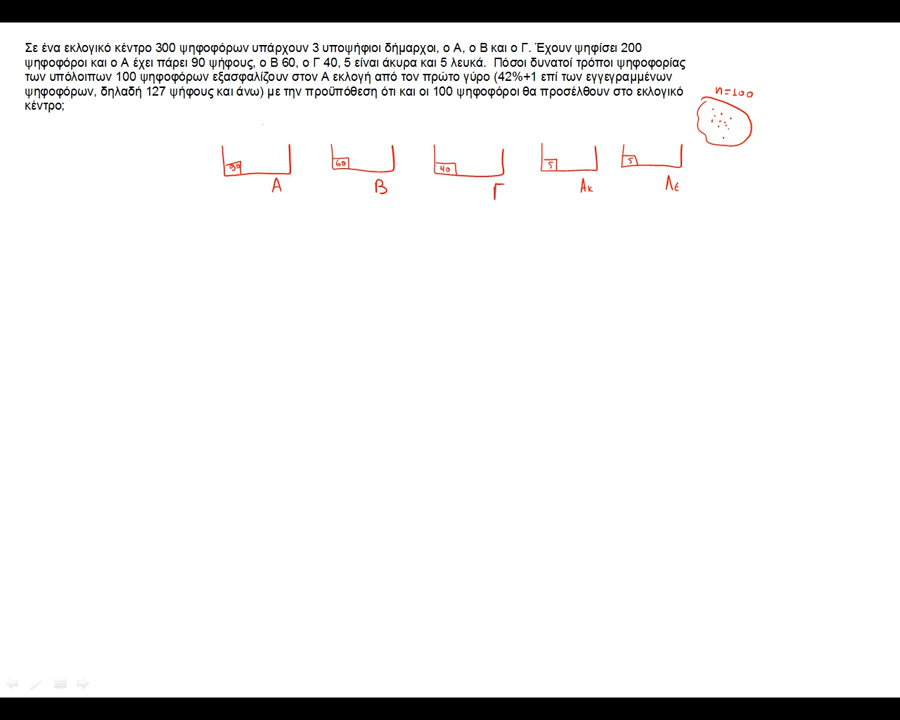 Σε ένα εκλογικό κέντρο 300 ψηφοφόρων υπάρχουν 3 υποψήφιοι δήμαρχοι, ο Α, ο Β και ο Γ. Έχουν ψηφίσει 200
ψηφοφόροι και ο Α έχει πάρει 90 ψήφους, ο Β 60, ο Γ 40, 5 είναι άκυρα και 5 λευκά. Πόσοι δυνατοί τρόποι ψηφοφορίας
των υπόλοιπων 100 ψηφοφόρων εξασφαλίζουν στον Α εκλογή από τον πρώτο γύρο (42%+1 επί των εγγεγραμμένων
ψηφοφόρων, δηλαδή 127 ψήφους και άνω) με την προϋπόθεση ότι και οι 100 ψηφοφόροι θα προσέλθουν στο εκλογικό
κέντρο;
n=100
90 60 40 5 5
Α Β Γ Ακ Λε